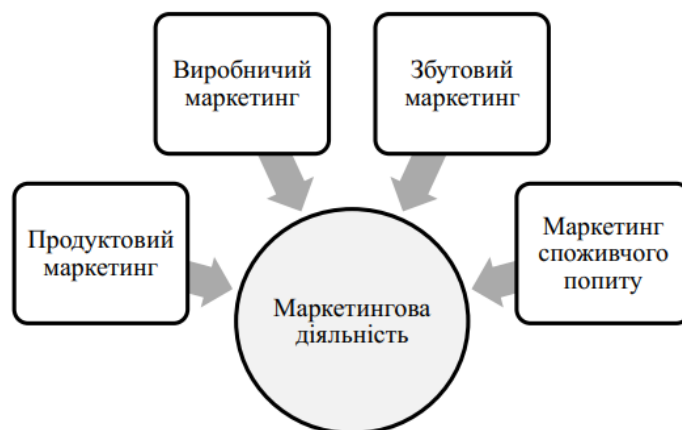 Виробничий
маркетинг
Збутовий
маркетинг
Продуктовий
маркетинг
Маркетинг
споживчого
попиту
Маркетингова
діяльність